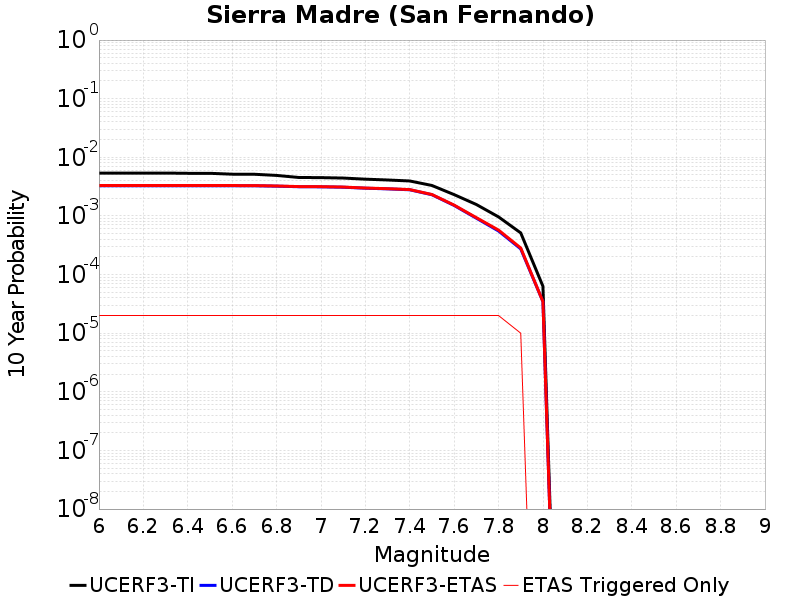 Sierra Madre (San Fernando)
10 Year Probability
10^0
10^-1
10^-2
10^-3
10^-4
10^-5
10^-6
10^-7
10^-8
6 6.2 6.4 6.6 6.8 7 7.2 7.4 7.6 7.8 8 8.2 8.4 8.6 8.8 9
Magnitude
UCERF3-TI UCERF3-TD UCERF3-ETAS ETAS Triggered Only